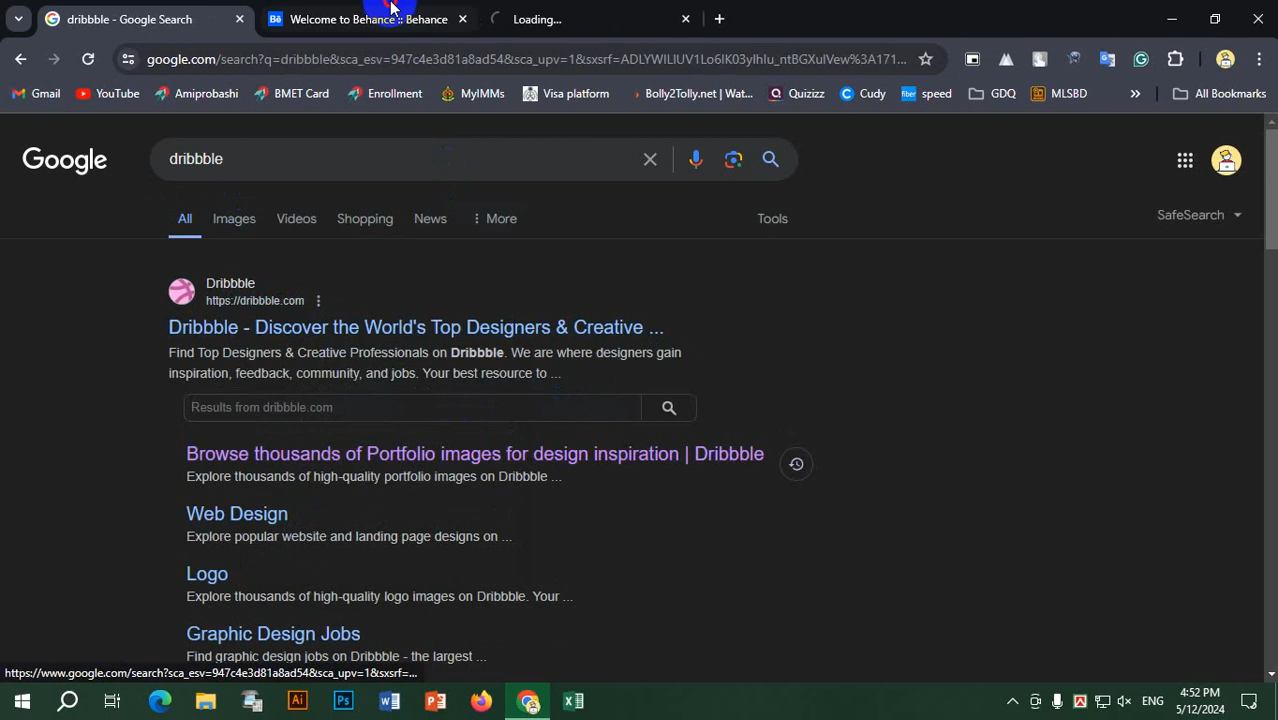 dribbble - Google Search
Welcome to Behance :: Behance
Loading...
google.com/search?q=dribbble&sca_esv=947c4e3d81a8ad54&sca_upv=1&sxsrf=
Gmail
YouTube
Amiprobashi
BMET Card
Enrollment
MyIMMs
Visa platform
Bolly2Tolly.net | Wat...
Quizizz
Cudy
fiber speed
GDQ
MLSBD
»
All Bookmarks
Google
dribbble
All
Images
Videos
Shopping
News
More
Tools
SafeSearch
Dribbble
https://dribbble.com
Dribbble - Discover the World's Top Designers & Creative ...
Find Top Designers & Creative Professionals on Dribbble. We are where designers gain
inspiration, feedback, community, and jobs. Your best resource to ...
Results from dribbble.com
Browse thousands of Portfolio images for design inspiration | Dribbble
Explore thousands of high-quality portfolio images on Dribbble ...
Web Design
Explore popular website and landing page designs on ...
Logo
Explore thousands of high-quality logo images on Dribbble. Your ...
Graphic Design Jobs
Find graphic design jobs on Dribbble - the largest ...
https://www.google.com/search?sca_esv=947c4e3d81a8ad54&sca_upv=1&sxsrf=...
ENG
4:52 PM
5/12/2024